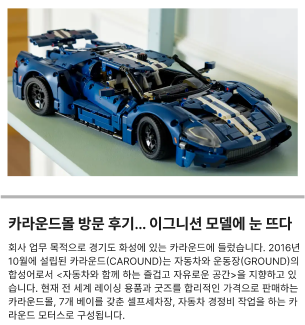 카라운드몰 방문 후기... 이그니션 모델에 눈 뜨다
회사 업무 목적으로 경기도 화성에 있는 카라운드에 들렀습니다. 2016년
10월에 설립된 카라운드(CAROUND)는 자동차와 운동장(GROUND)의
합성어로서 <자동차와 함께 하는 즐겁고 자유로운 공간>을 지향하고 있
습니다. 현재 전 세계 레이싱 용품과 굿즈를 합리적인 가격으로 판매하는
카라운드몰, 7개 베이를 갖춘 셀프세차장, 자동차 경정비 작업을 하는 카
라운드 모터스로 구성됩니다.